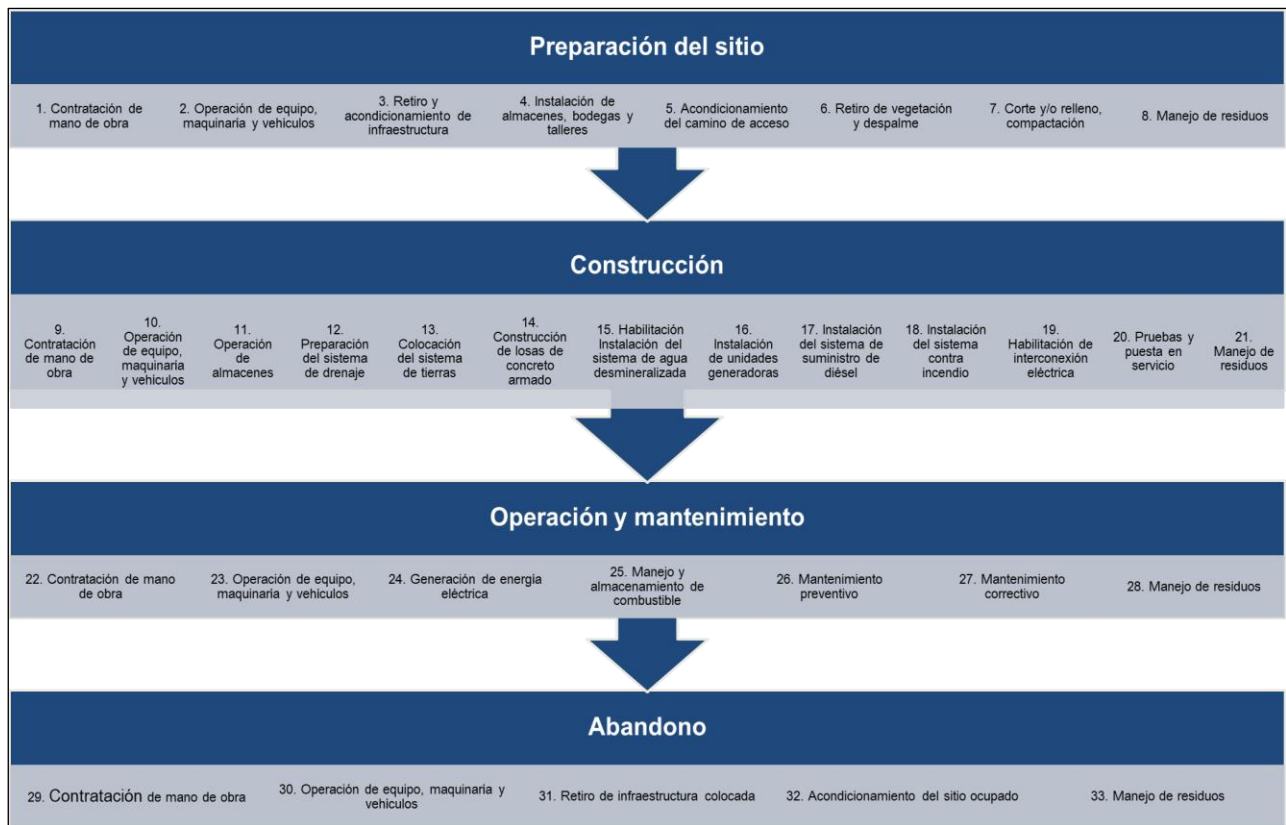 Preparación del sitio
1. Contratación de
mano de obra
2. Operación de equipo,
maquinaria y vehículos
3. Retiro y
acondicionamiento de
infraestructura
4. Instalación de
almacenes, bodegas y
talleres
5. Acondicionamiento
del camino de acceso
6. Retiro de vegetación
y despalme
7. Corte y/o relleno,
compactación
8. Manejo de residuos
Construcción
9.
Contratación
de mano de
obra
10.
Operación
de equipo,
maquinaria
y vehículos
11.
Operación
de
almacenes
12.
Preparación
del sistema
de drenaje
13.
Colocación
del sistema
de tierras
14.
Construcción
de losas de
concreto
armado
15. Habilitación
Instalación del
sistema de agua
desmineralizada
16.
Instalación
de unidades
generadoras
17. Instalación
del sistema de
suministro de
diésel
18. Instalación
del sistema
contra
incendio
19.
Habilitación de
interconexión
eléctrica
20. Pruebas y
puesta en
servicio
21.
Manejo de
residuos
Operación y mantenimiento
22. Contratación de mano
de obra
23. Operación de equipo,
maquinaria y vehículos
24. Generación de energía
eléctrica
25. Manejo y
almacenamiento de
combustible
26. Mantenimiento
preventivo
27. Mantenimiento
correctivo
28. Manejo de residuos
Abandono
29. Contratación de mano de obra
30. Operación de equipo, maquinaria y
vehículos
31. Retiro de infraestructura colocada
32. Acondicionamiento del sitio ocupado
33. Manejo de residuos